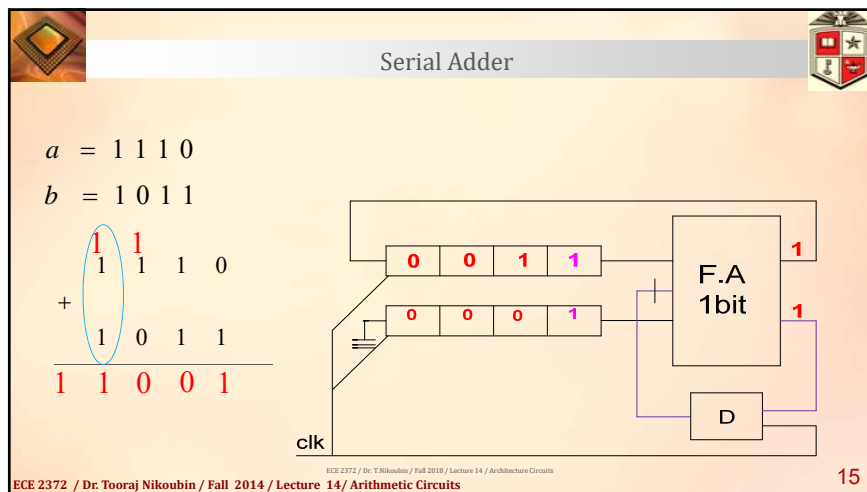 Serial Adder
a = 1 1 1 0
b = 1 0 1 1
1 1
1 1 1 0
+
1 0 1 1
1 1 0 0 1
0 0 1 1
0 0 0 1
F.A
1bit
1
1
D
clk
ECE 2372 / Dr. T.Nikoubin / Fall 2018 / Lecture 14 / Architecture Circuits
ECE 2372 / Dr. Tooraj Nikoubin / Fall 2014 / Lecture 14/ Arithmetic Circuits
15